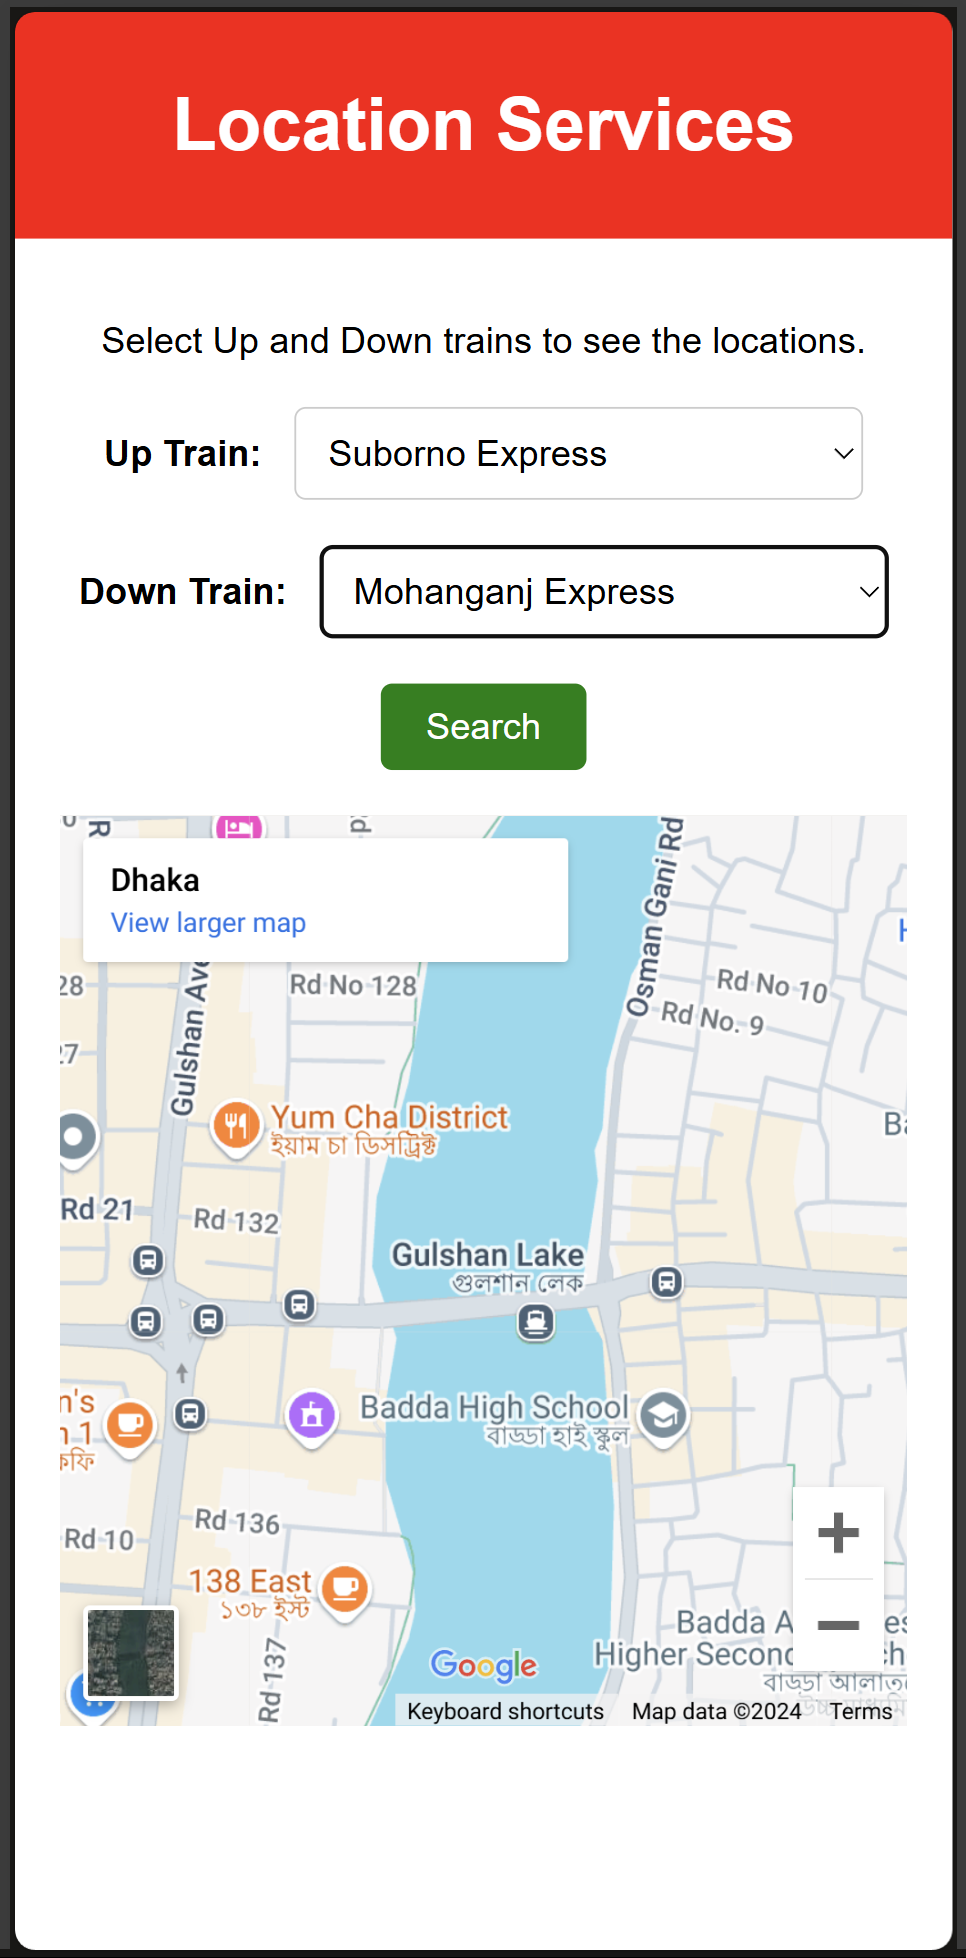 Location Services
Select Up and Down trains to see the locations.
Up Train: Suborno Express
Down Train: Mohanganj Express
Search
Dhaka
View larger map
Gulshan Ave
Osman Gani Rd
Rd No 128
Rd No 10
Rd No. 9
28
27
Yum Cha District
ইয়াম চা ডিসট্রিক্ট
Rd 21
Rd 132
Gulshan Lake
গুলশান লেক
Badda High School
বাড্ডা হাই স্কুল
n's
n 1
কফি
Rd 136
Rd 10
138 East
১৩৮ ইস্ট
Rd 137
Badda A
es
Higher Second
ch
বাড্ডা আলাতু
Google
Keyboard shortcuts
Map data ©2024
Terms